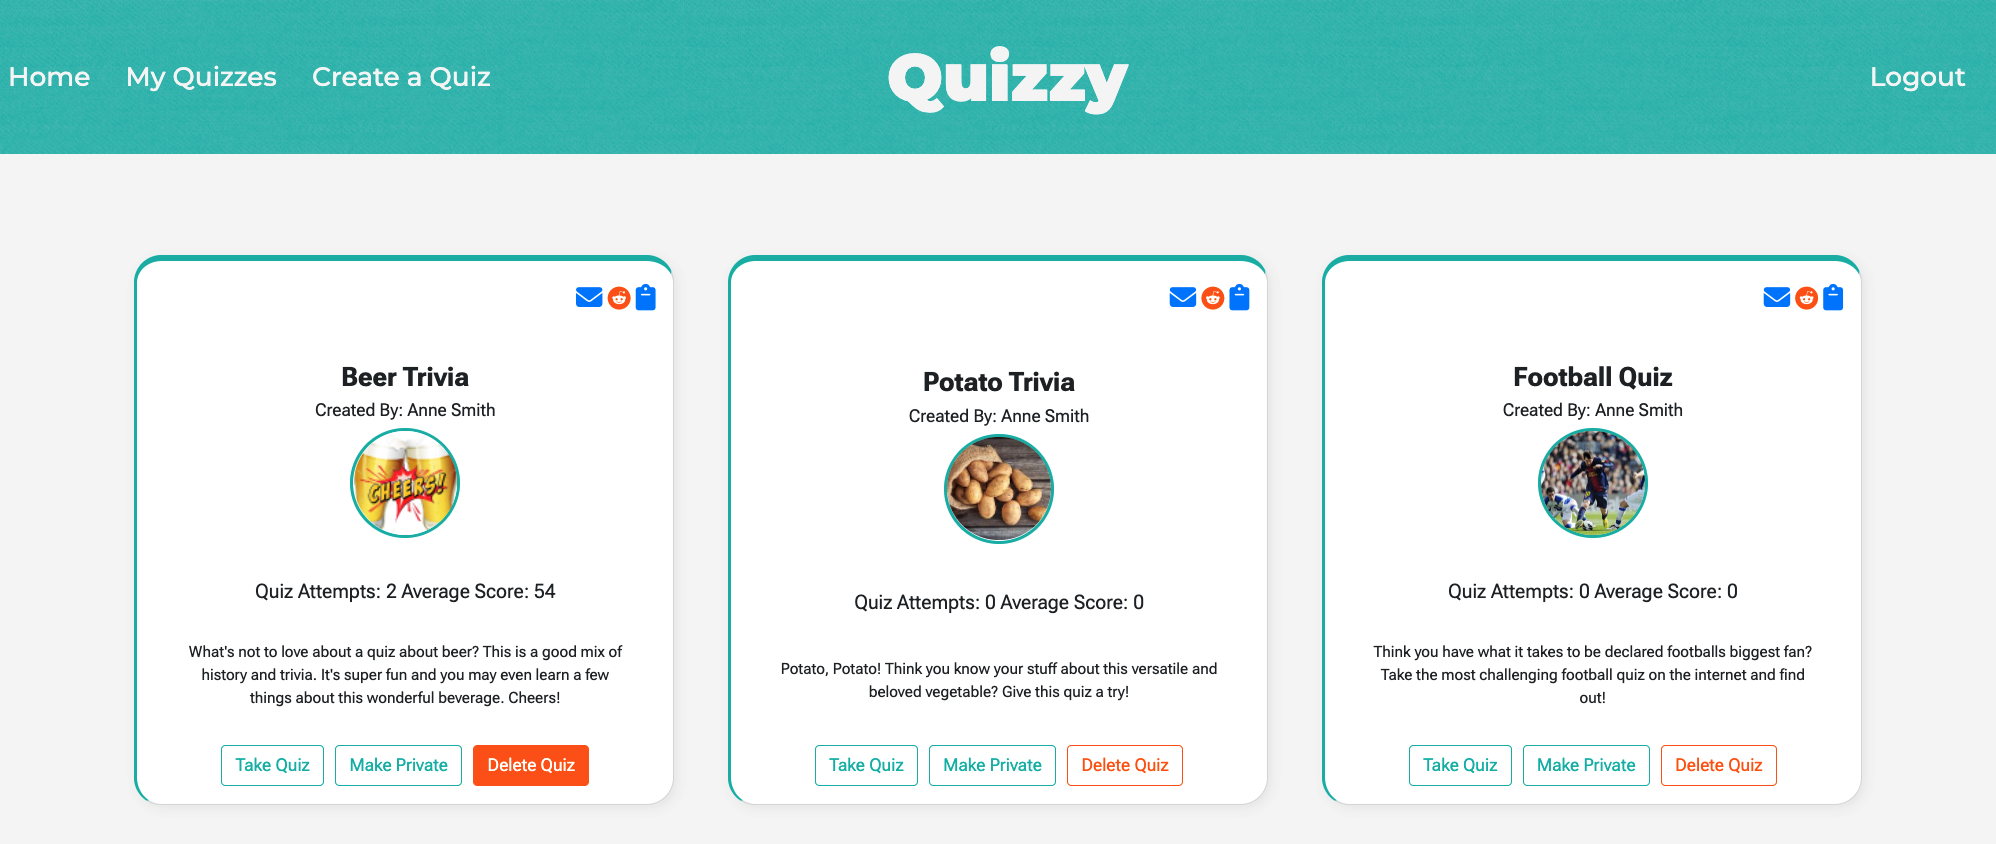 Home My Quizzes Create a Quiz Quizzy Logout
Beer Trivia
Created By: Anne Smith
CHEERS!
Quiz Attempts: 2 Average Score: 54
What's not to love about a quiz about beer? This is a good mix of
history and trivia. It's super fun and you may even learn a few
things about this wonderful beverage. Cheers!
Take Quiz Make Private Delete Quiz
Potato Trivia
Created By: Anne Smith
Quiz Attempts: 0 Average Score: 0
Potato, Potato! Think you know your stuff about this versatile and
beloved vegetable? Give this quiz a try!
Take Quiz Make Private Delete Quiz
Football Quiz
Created By: Anne Smith
Quiz Attempts: 0 Average Score: 0
Think you have what it takes to be declared footballs biggest fan?
Take the most challenging football quiz on the internet and find
out!
Take Quiz Make Private Delete Quiz